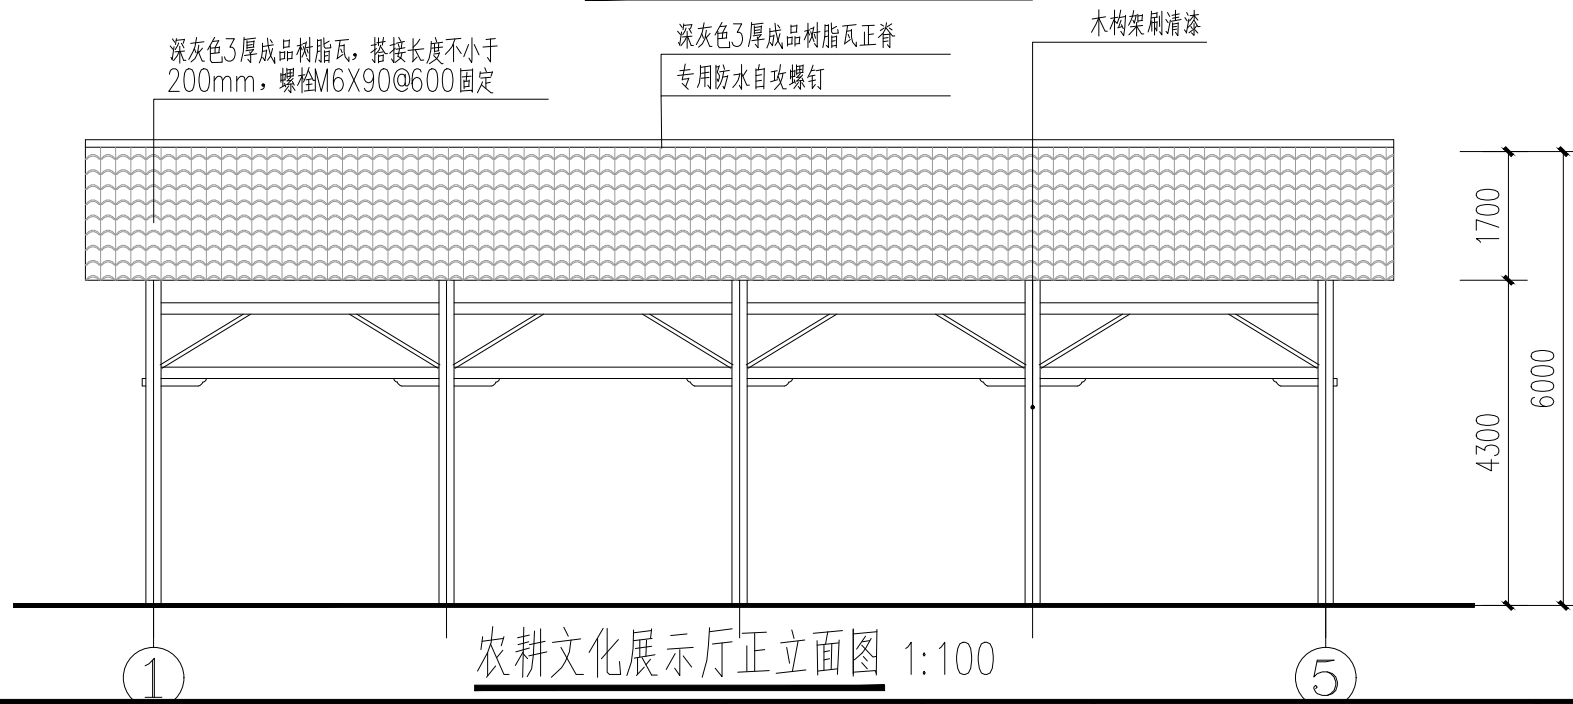 深灰色3厚成品树脂瓦，搭接长度不小于
200mm，螺栓M6X90@600固定
深灰色3厚成品树脂瓦正脊
专用防水自攻螺钉
木构架刷清漆
1700
4300
6000
农耕文化展示厅正立面图 1:100
1
5